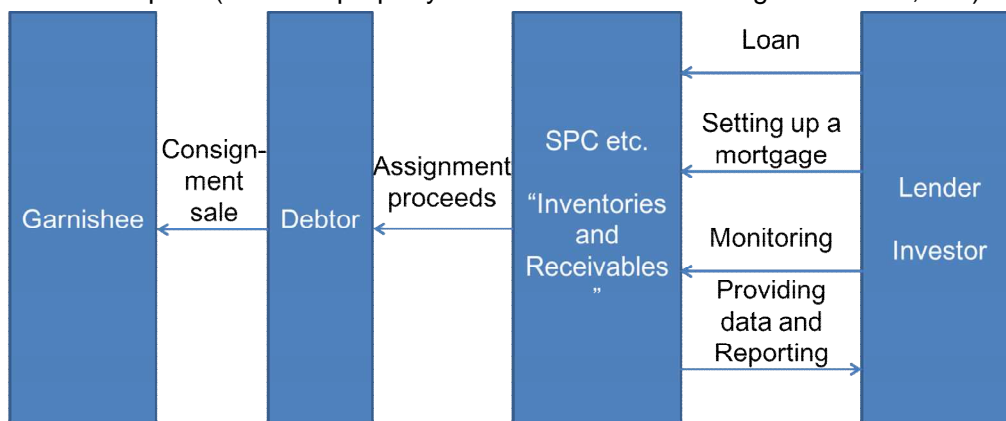 Garnishee
Consign-
ment
sale
Debtor
Assignment
proceeds
SPC etc.
“Inventories
and
Receivables
”
Loan
Setting up a
mortgage
Monitoring
Providing
data and
Reporting
Lender
Investor